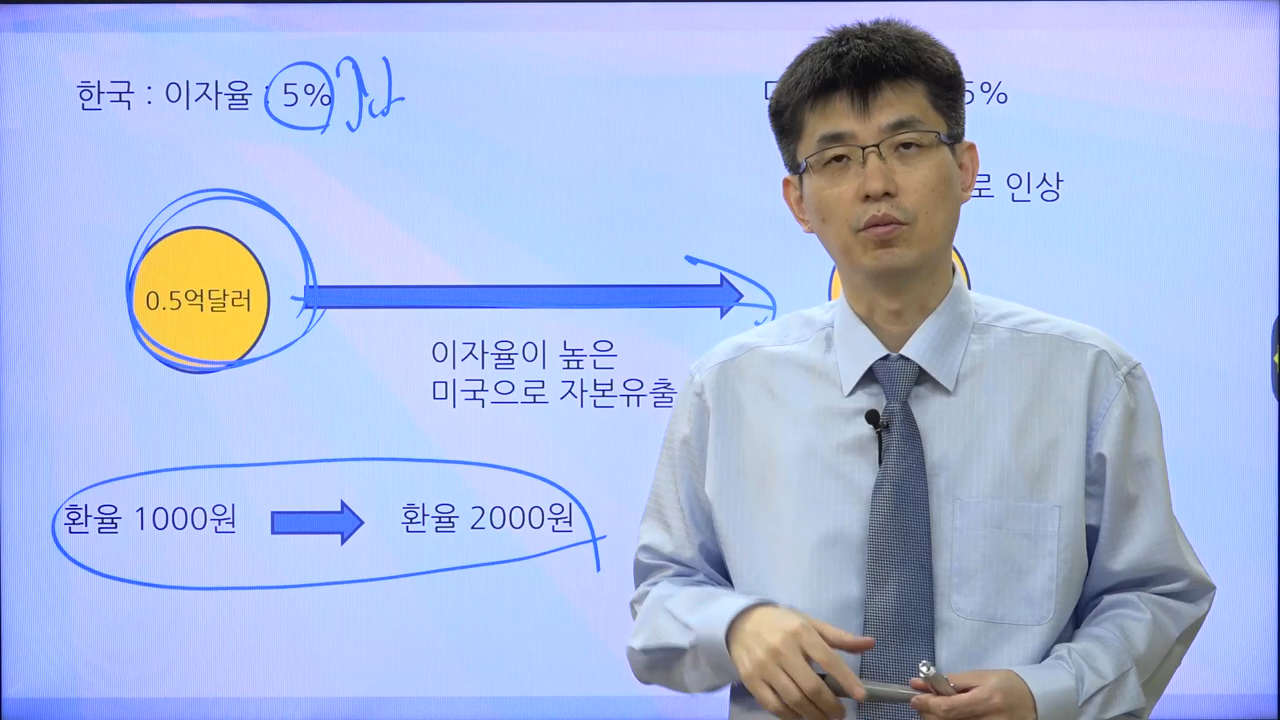 한국 : 이자율 : 5%
5%
로 인상
0.5억달러
이자율이 높은
미국으로 자본유출
환율 1000원
환율 2000원